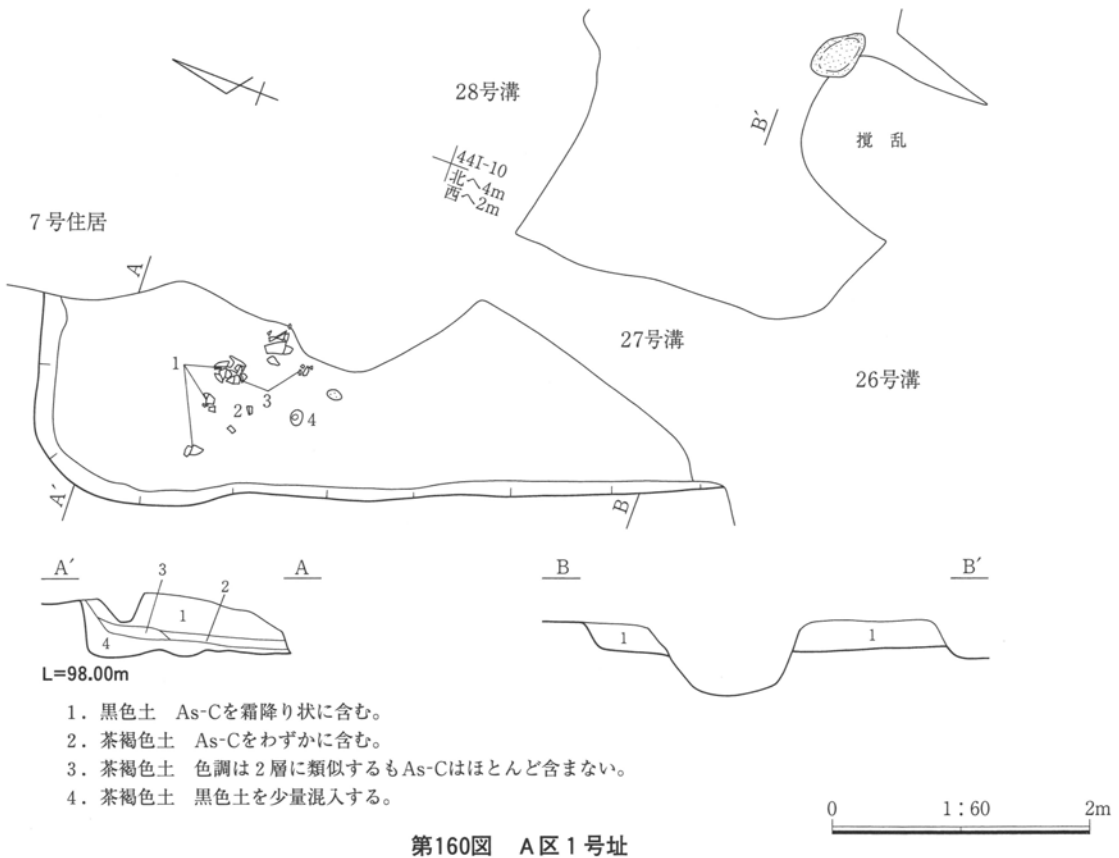 28号溝
B′
撹 乱
44I-10
北へ4m
西へ2m
7号住居
A
27号溝
26号溝
1
2
3
4
A′
B
A′
A
B
B′
3
2
1
4
1
1
L=98.00m
1. 黒色土 As-Cを霜降り状に含む。
2. 茶褐色土 As-Cをわずかに含む。
3. 茶褐色土 色調は2層に類似するもAs-Cはほとんど含まない。
4. 茶褐色土 黒色土を少量混入する。
0 1:60 2m
第160図 A区1号址